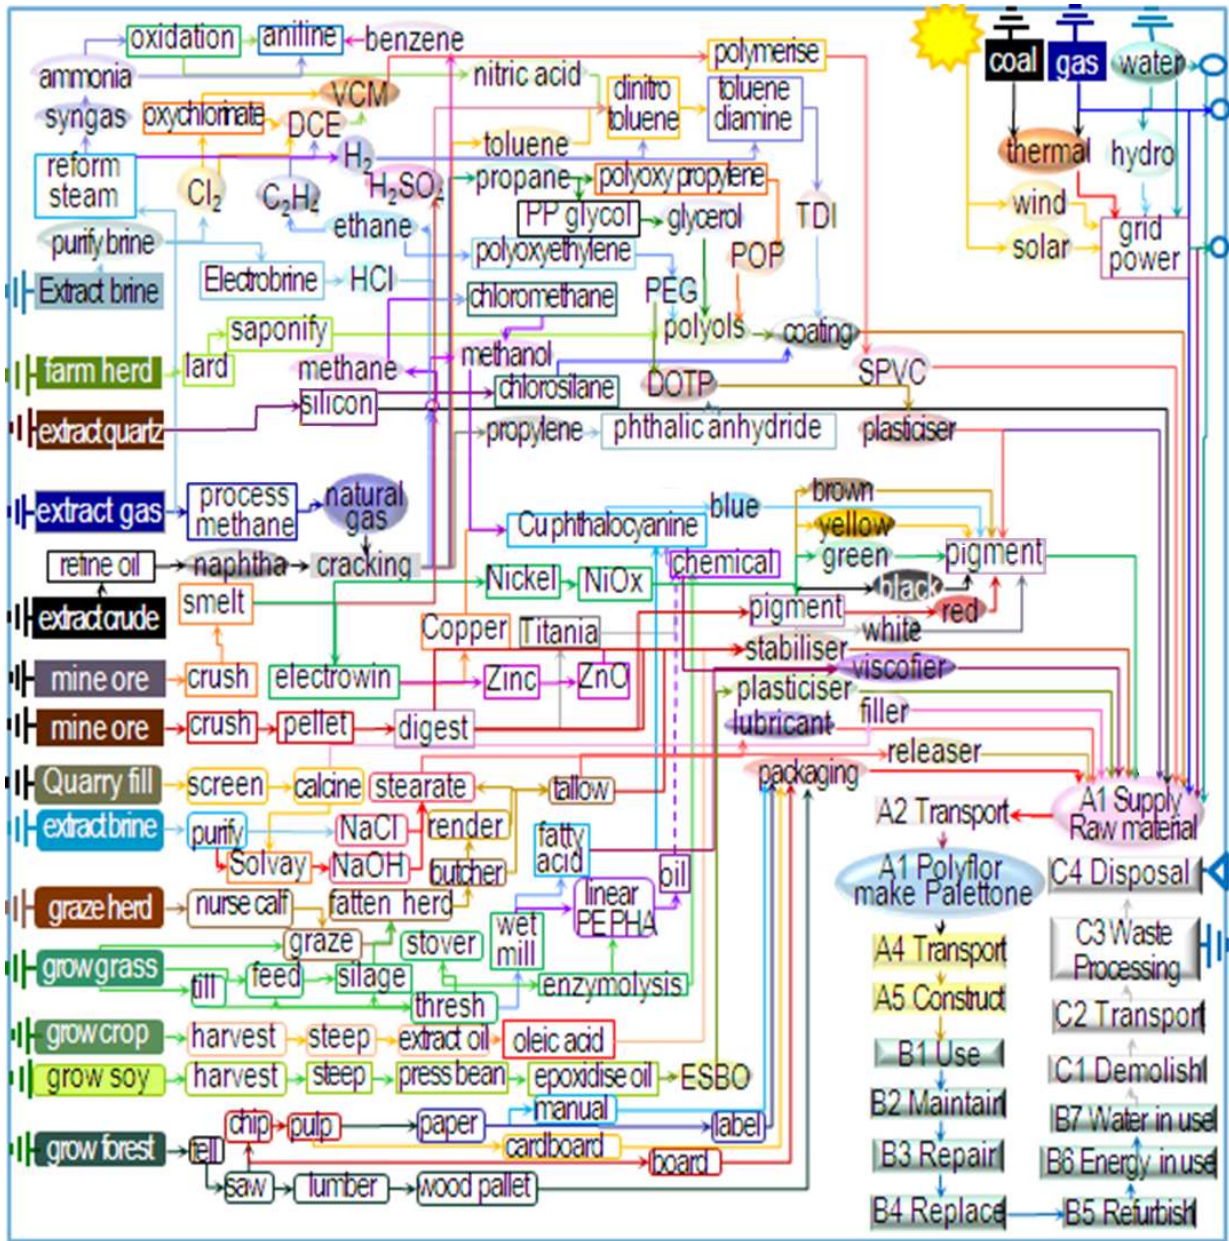 oxidation
aniline
benzene
polymerise
coal
gas
water
ammonia
nitric acid
dinitro
toluene
toluene
diamine
VCM
syngas
oxychlorinate
DCE
toluene
thermal
hydro
reform
steam
H₂
H₂SO₄
propane
polyoxy propylene
Cl₂
C₂H₂
PP glycol
glycerol
TDI
wind
grid
power
purify brine
ethane
polyoxyethylene
POP
solar
Extract brine
Electrobrine
HCl
chloromethane
PEG
saponify
polyols
coating
farm herd
lard
methane
methanol
SPVC
chlorosilane
DOTP
extract quartz
silicon
propylene
phthalic anhydride
plasticiser
extract gas
process
methane
natural
gas
Cu phthalocyanine
blue
brown
yellow
green
pigment
refine oil
naphtha
cracking
chemical
Nickel
NiOx
black
extract crude
smelt
pigment
red
Copper
Titania
white
stabiliser
mine ore
crush
electrowin
Zinc
ZnO
viscofier
plasticiser
mine ore
crush
pellet
digest
lubricant
filler
releaser
Quarry fill
screen
calcine
stearate
tallow
packaging
A1 Supply
Raw material
A2 Transport
extract brine
purify
NaCl
render
fatty
acid
Solvay
NaOH
butcher
oil
A1 Polyflor
make Palettone
C4 Disposal
graze herd
nurse calf
fatten herd
linear
PEPHA
wet
mill
graze
stover
A4 Transport
C3 Waste
Processing
grow grass
till
feed
silage
enzymolysis
thresh
A5 Construct
C2 Transport
grow crop
harvest
steep
extract oil
oleic acid
B1 Use
C1 Demolish
grow soy
harvest
steep
press bean
epoxidise oil
ESBO
B2 Maintain
B7 Water in use
chip
pulp
paper
manual
label
grow forest
fell
cardboard
board
B3 Repair
B6 Energy in use
saw
lumber
wood pallet
B4 Replace
B5 Refurbish